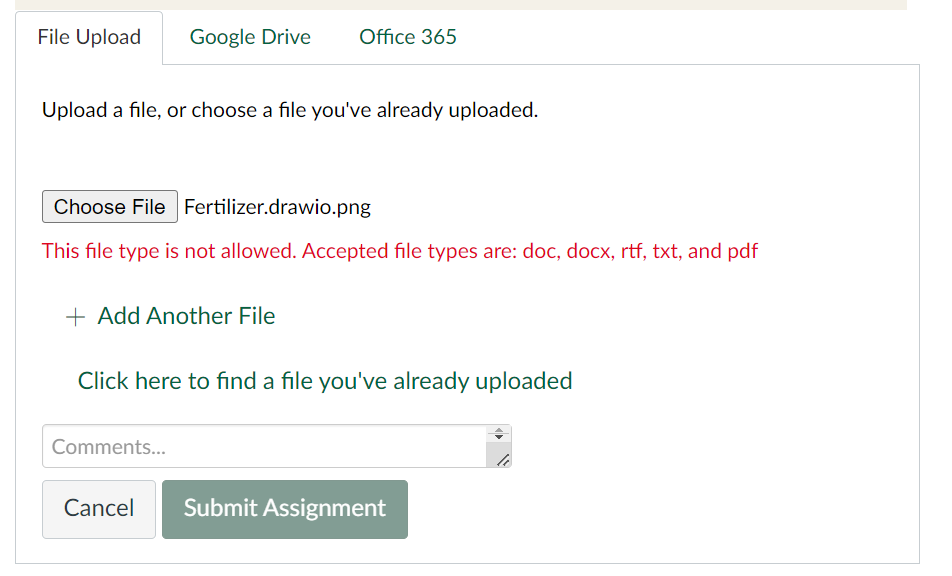 File Upload Google Drive Office 365
Upload a file, or choose a file you've already uploaded.
Choose File Fertilizer.drawio.png
This file type is not allowed. Accepted file types are: doc, docx, rtf, txt, and pdf
+ Add Another File
Click here to find a file you've already uploaded
Comments...
Cancel Submit Assignment